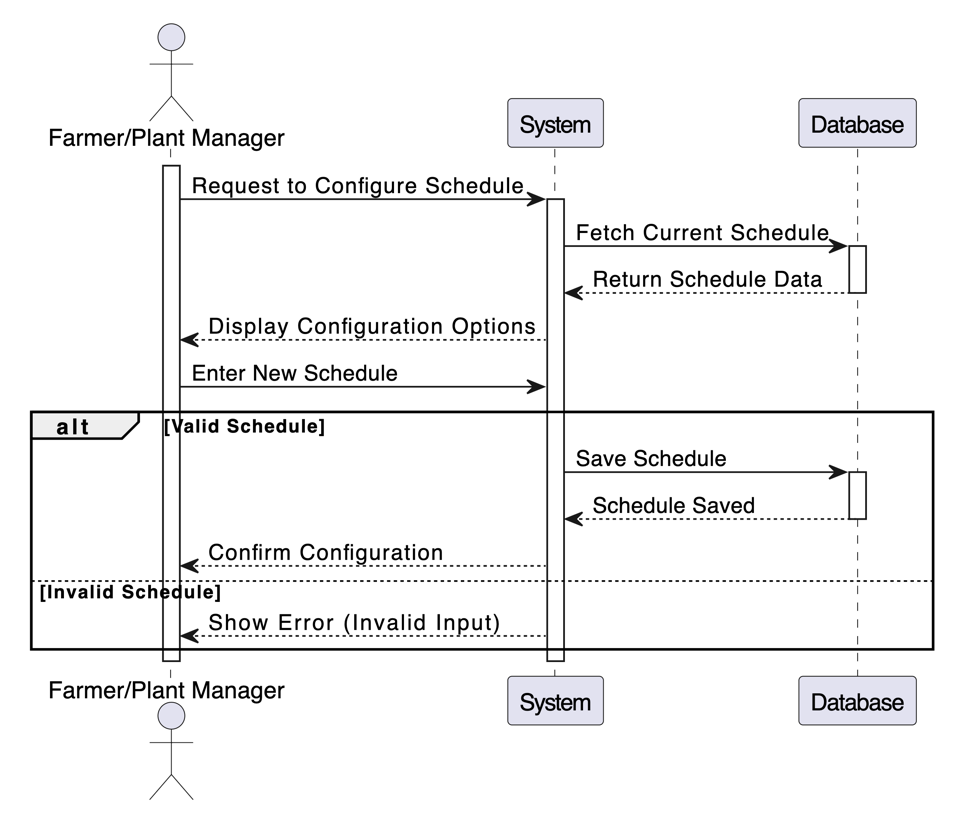 Farmer/Plant Manager
System
Database
Request to Configure Schedule
Fetch Current Schedule
Return Schedule Data
Display Configuration Options
Enter New Schedule
alt
[Valid Schedule]
Save Schedule
Schedule Saved
Confirm Configuration
[Invalid Schedule]
Show Error (Invalid Input)
Farmer/Plant Manager
System
Database